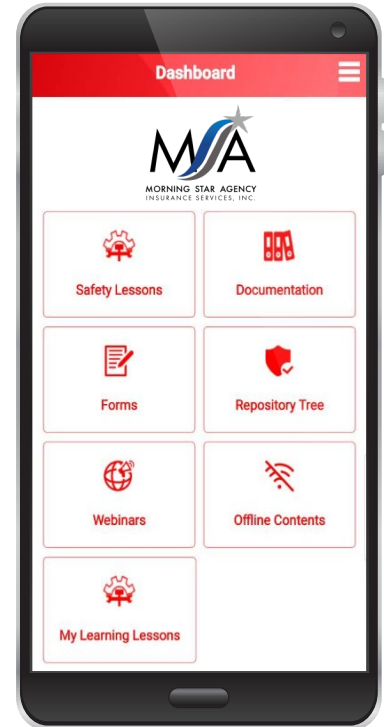 Dashboard
MSA
MORNING STAR AGENCY
INSURANCE SERVICES, INC.
Safety Lessons
Documentation
Forms
Repository Tree
Webinars
Offline Contents
My Learning Lessons